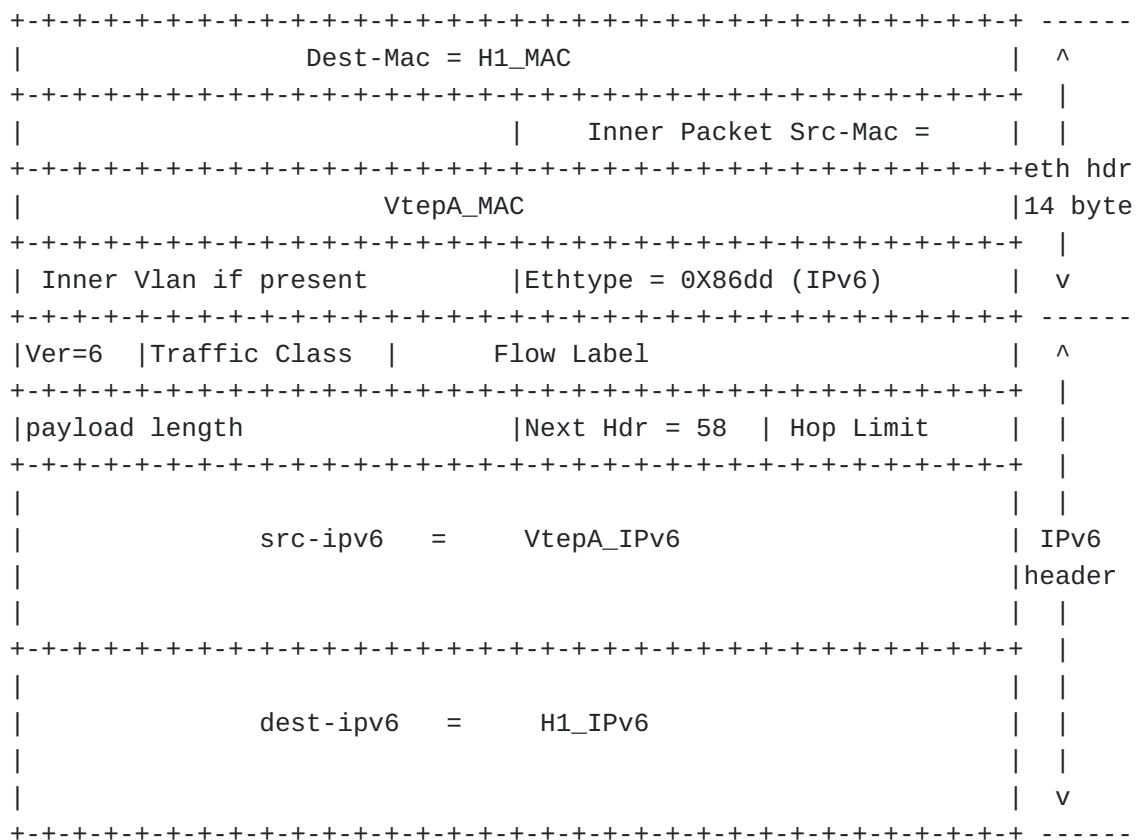 +-+-+-+-+-+-+-+-+-+-+-+-+-+-+-+-+-+-+-+-+-+-+-+-+-+-+-+-+-+-+-+-+ ------
|                  Dest-Mac = H1_MAC                            |  ^
+-+-+-+-+-+-+-+-+-+-+-+-+-+-+-+-+-+-+-+-+-+-+-+-+-+-+-+-+-+-+-+-+  |
|                               |    Inner Packet Src-Mac =     |  |
+-+-+-+-+-+-+-+-+-+-+-+-+-+-+-+-+-+-+-+-+-+-+-+-+-+-+-+-+-+-+-+-+eth hdr
|                       VtepA_MAC                               |14 byte
+-+-+-+-+-+-+-+-+-+-+-+-+-+-+-+-+-+-+-+-+-+-+-+-+-+-+-+-+-+-+-+-+  |
| Inner Vlan if present         |Ethtype = 0X86dd (IPv6)        |  v
+-+-+-+-+-+-+-+-+-+-+-+-+-+-+-+-+-+-+-+-+-+-+-+-+-+-+-+-+-+-+-+-+ ------
|Ver=6  |Traffic Class  |      Flow Label                       |  ^
+-+-+-+-+-+-+-+-+-+-+-+-+-+-+-+-+-+-+-+-+-+-+-+-+-+-+-+-+-+-+-+-+  |
|payload length                 |Next Hdr = 58  | Hop Limit     |  |
+-+-+-+-+-+-+-+-+-+-+-+-+-+-+-+-+-+-+-+-+-+-+-+-+-+-+-+-+-+-+-+-+  |
|                                                               |  |
|               src-ipv6   =     VtepA_IPv6                     | IPv6
|                                                               |header
|                                                               |  |
+-+-+-+-+-+-+-+-+-+-+-+-+-+-+-+-+-+-+-+-+-+-+-+-+-+-+-+-+-+-+-+-+  |
|                                                               |  |
|               dest-ipv6   =     H1_IPv6                       |  |
|                                                               |  |
|                                                               |  v
+-+-+-+-+-+-+-+-+-+-+-+-+-+-+-+-+-+-+-+-+-+-+-+-+-+-+-+-+-+-+-+-+ ------